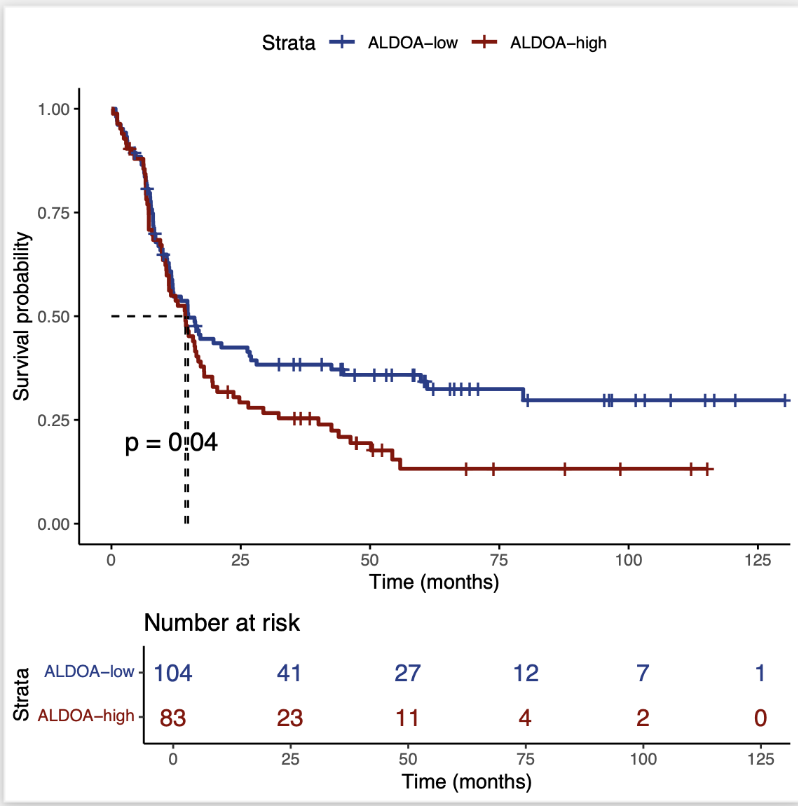 Strata ALDOA−low ALDOA−high
1.00
0.75
0.50
0.25
0.00
Survival probability
p = 0.04
0 25 50 75 100 125
Time (months)
Number at risk
Strata
ALDOA−low 104 41 27 12 7 1
ALDOA−high 83 23 11 4 2 0
0 25 50 75 100 125
Time (months)